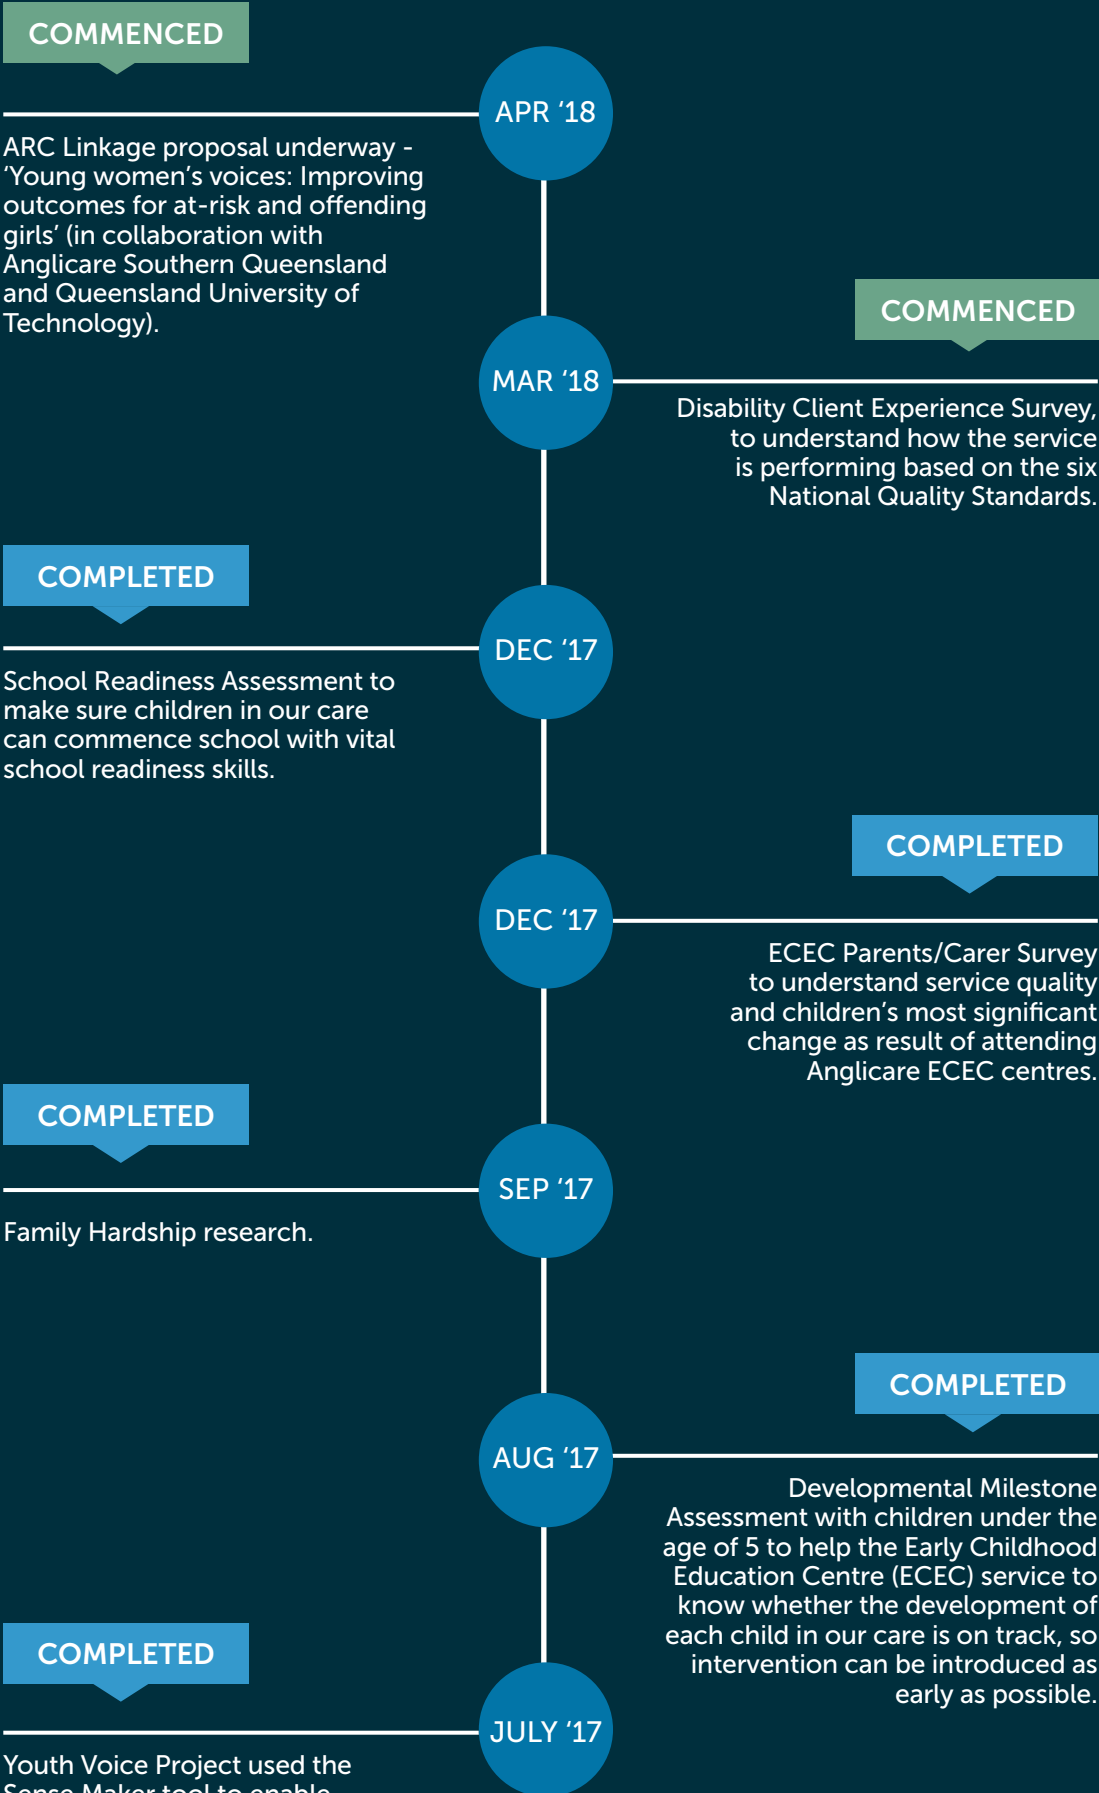 COMMENCED
APR ‘18
ARC Linkage proposal underway -
‘Young women’s voices: Improving
outcomes for at-risk and offending
girls’ (in collaboration with
Anglicare Southern Queensland
and Queensland University of
Technology).
COMMENCED
MAR ‘18
Disability Client Experience Survey,
to understand how the service
is performing based on the six
National Quality Standards.
COMPLETED
DEC ‘17
School Readiness Assessment to
make sure children in our care
can commence school with vital
school readiness skills.
COMPLETED
DEC ‘17
ECEC Parents/Carer Survey
to understand service quality
and children’s most significant
change as result of attending
Anglicare ECEC centres.
COMPLETED
SEP ‘17
Family Hardship research.
COMPLETED
AUG ‘17
Developmental Milestone
Assessment with children under the
age of 5 to help the Early Childhood
Education Centre (ECEC) service to
know whether the development of
each child in our care is on track, so
intervention can be introduced as
early as possible.
COMPLETED
JULY ‘17
Youth Voice Project used the
Sense Maker tool to enable